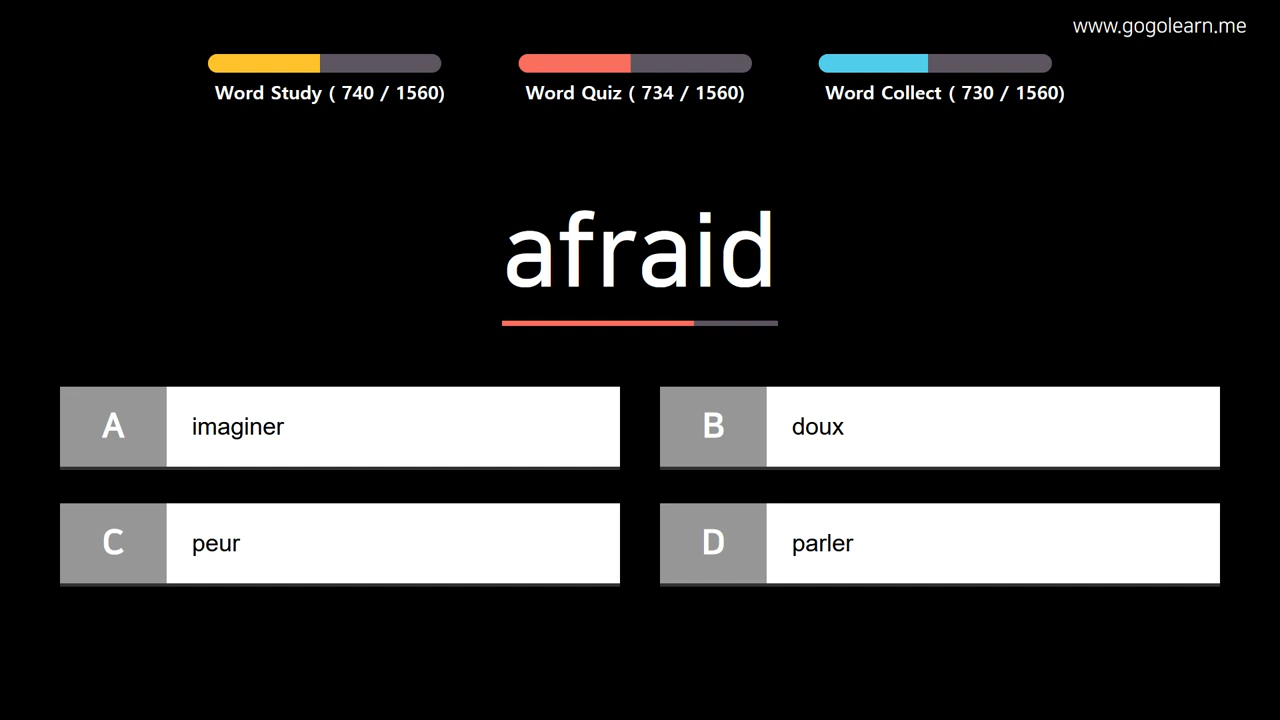 www.gogolearn.me
Word Study ( 740 / 1560)
Word Quiz ( 734 / 1560)
Word Collect ( 730 / 1560)
afraid
A imaginer
B doux
C peur
D parler